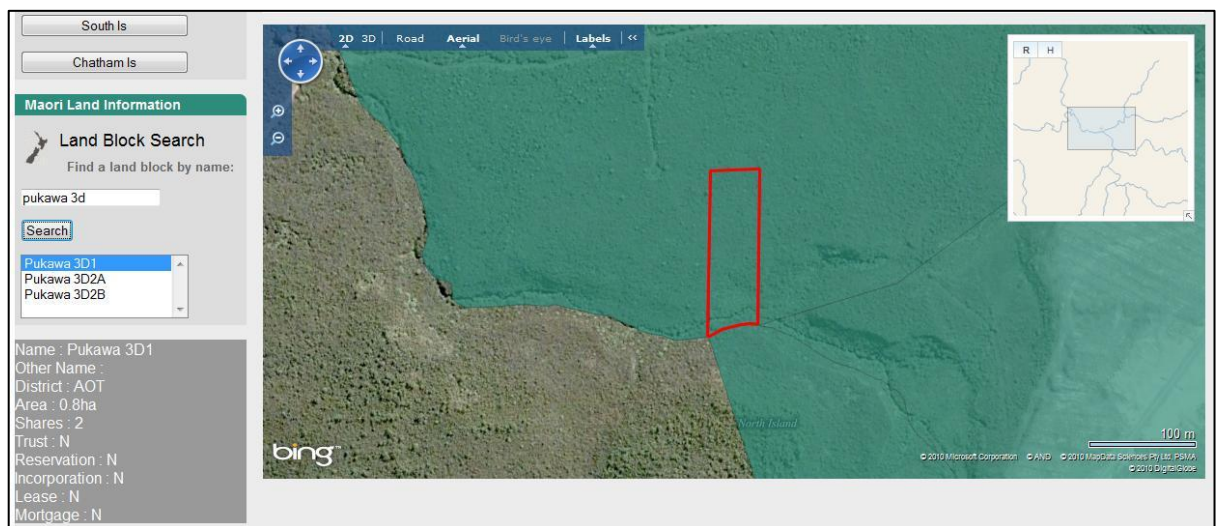 South Is
Chatham Is
Maori Land Information
Land Block Search
Find a land block by name:
pukawa 3d
Search
Pukawa 3D1
Pukawa 3D2A
Pukawa 3D2B
Name : Pukawa 3D1
Other Name :
District : AOT
Area : 0.8ha
Shares : 2
Trust : N
Reservation : N
Incorporation : N
Lease : N
Mortgage : N
2D 3D Road Aerial Bird's eye Labels «
R H
North Island
bing™
100 m
© 2010 Microsoft Corporation © AND © 2010 MapData Sciences Pty Ltd, PSMA
© 2010 DigitalGlobe